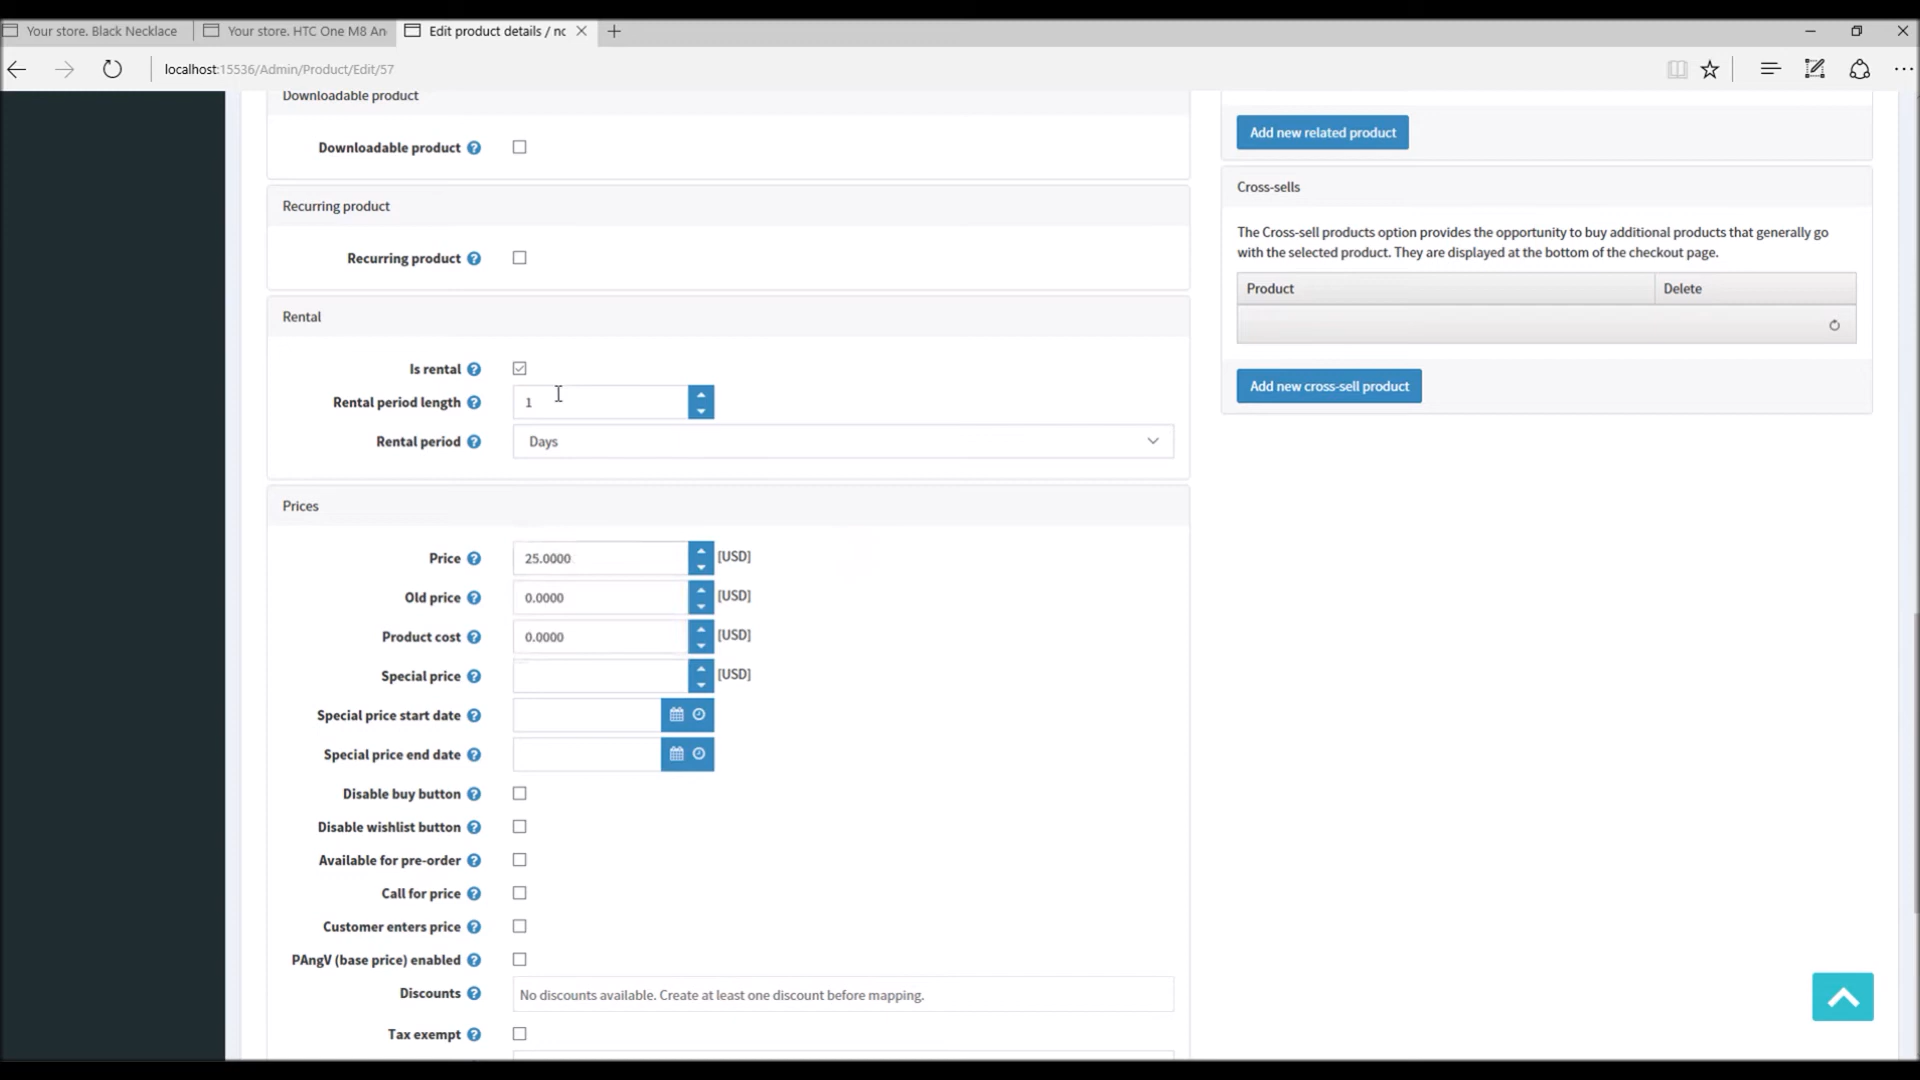 Your store. Black Necklace
Your store. HTC One M8 An
Edit product details / nc
localhost:15536/Admin/Product/Edit/57
Downloadable product
Downloadable product
Recurring product
Recurring product
Rental
Is rental
Rental period length
1
Rental period
Days
Prices
Price
25.0000
[USD]
Old price
0.0000
[USD]
Product cost
0.0000
[USD]
Special price
[USD]
Special price start date
Special price end date
Disable buy button
Disable wishlist button
Available for pre-order
Call for price
Customer enters price
PAngV (base price) enabled
Discounts
No discounts available. Create at least one discount before mapping.
Tax exempt
Add new related product
Cross-sells
The Cross-sell products option provides the opportunity to buy additional products that generally go
with the selected product. They are displayed at the bottom of the checkout page.
Product
Delete
Add new cross-sell product